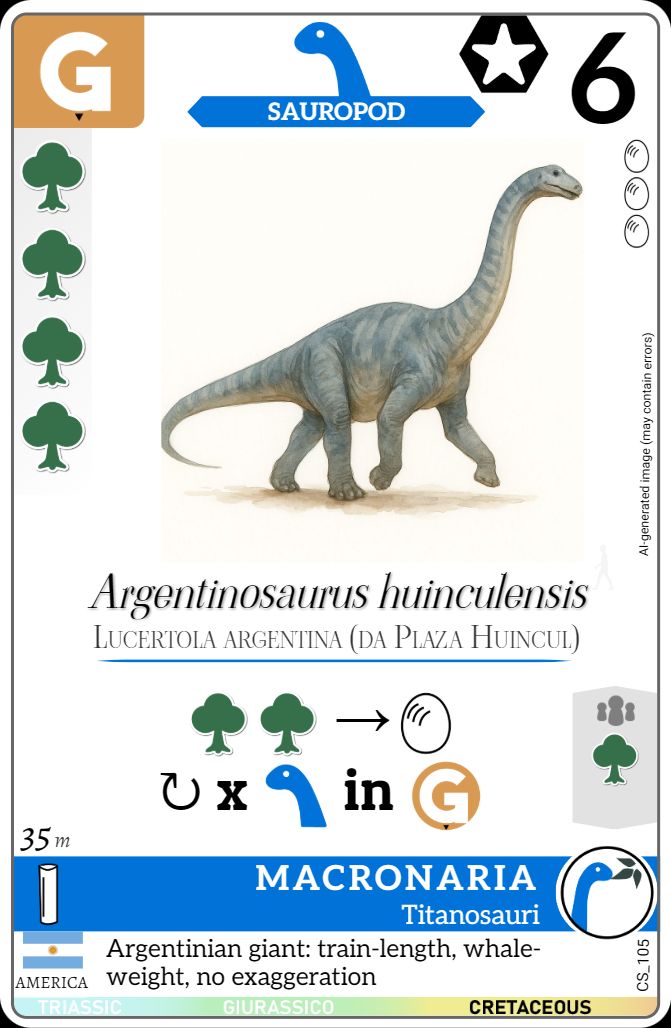 G
SAUROPOD
6
AI-generated image (may contain errors)
Argentinosaurus huinculensis
Lucertola argentina (da Plaza Huincul)
x in G
35 m
MACRONARIA
Titanosauri
AMERICA
Argentinian giant: train-length, whale-
weight, no exaggeration
CS_105
TRIASSIC GIURASSICO CRETACEOUS